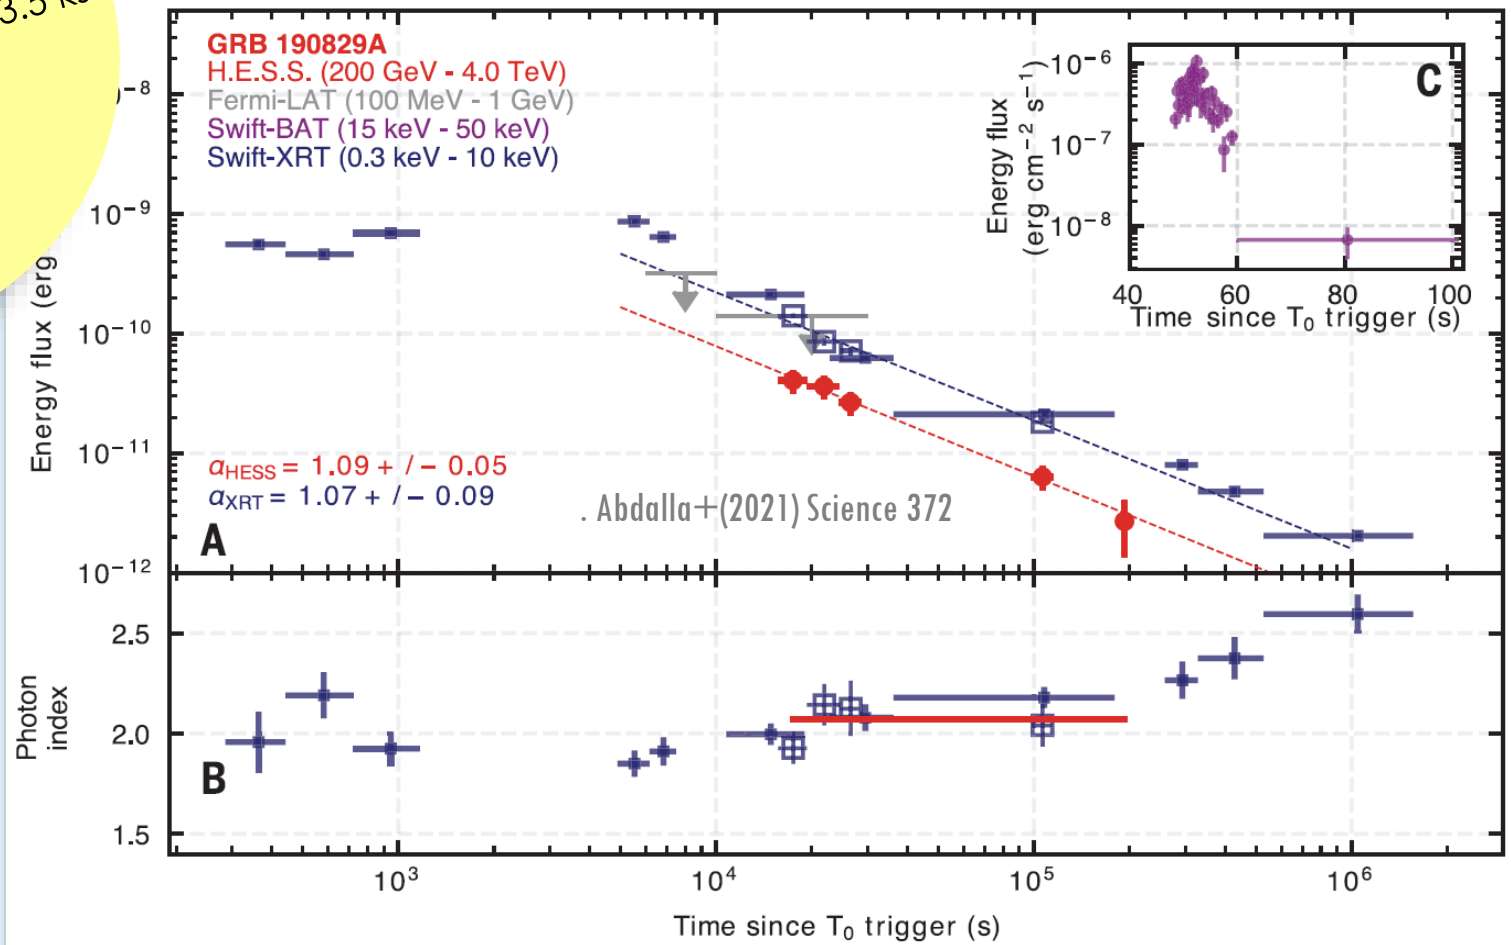 3.5
GRB 190829A
H.E.S.S. (200 GeV - 4.0 TeV)
Fermi-LAT (100 MeV - 1 GeV)
Swift-BAT (15 keV - 50 keV)
Swift-XRT (0.3 keV - 10 keV)
Energy flux (erg
-8
10⁻⁹
10⁻¹⁰
10⁻¹¹
10⁻¹²
α_HESS = 1.09 + / − 0.05
α_XRT = 1.07 + / − 0.09
A
. Abdalla+(2021) Science 372
C
Energy flux
(erg cm⁻² s⁻¹)
10⁻⁶
10⁻⁷
10⁻⁸
40 60 80 100
Time since T₀ trigger (s)
Photon
index
2.5
2.0
1.5
B
10³ 10⁴ 10⁵ 10⁶
Time since T₀ trigger (s)